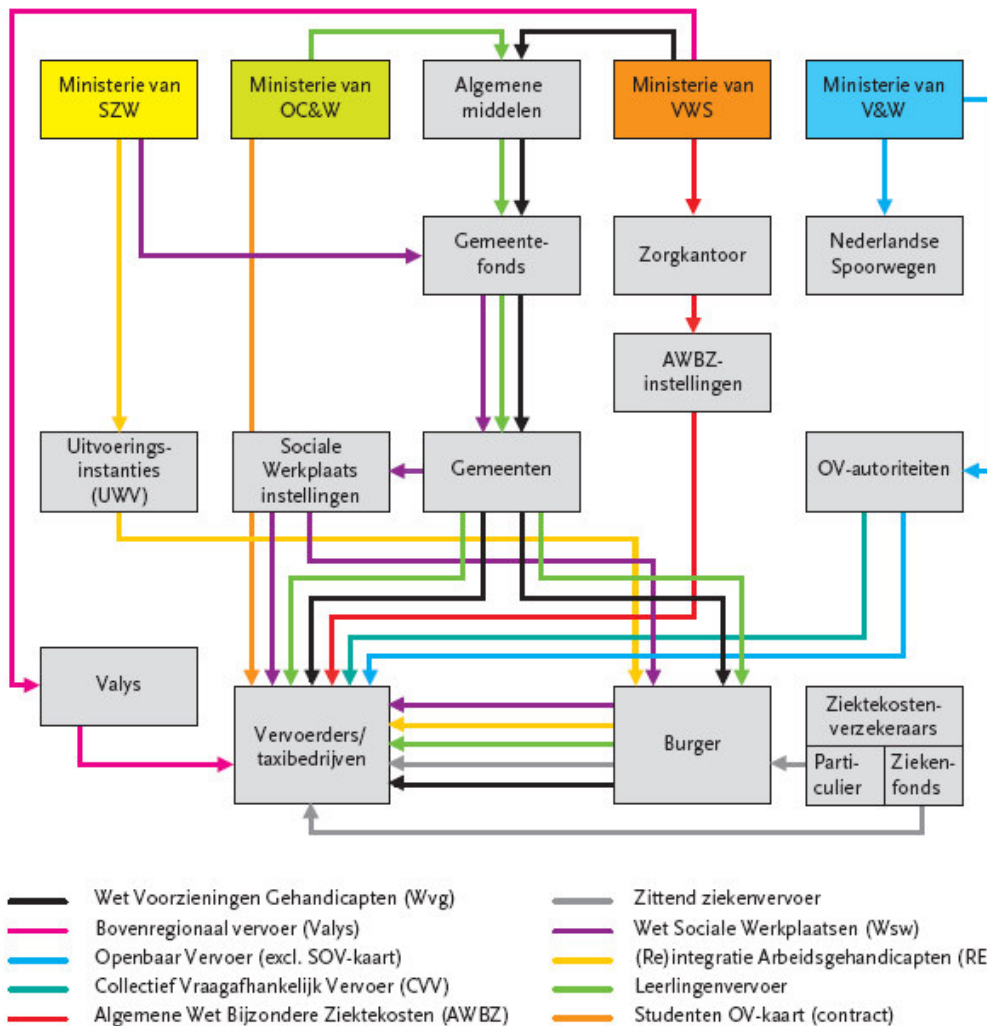 Ministerie van
SZW
Ministerie van
OC&W
Algemene
middelen
Ministerie van
VWS
Ministerie van
V&W
Gemeente-
fonds
Zorgkantoor
Nederlandse
Spoorwegen
AWBZ-
instellingen
Uitvoerings-
instanties
(UWV)
Sociale
Werkplaats
instellingen
Gemeenten
OV-autoriteiten
Valys
Vervoerders/
taxibedrijven
Burger
Ziektekosten-
verzekeraars
Parti-
culier
Zieken-
fonds
Wet Voorzieningen Gehandicapten (Wvg)
Bovenregionaal vervoer (Valys)
Openbaar Vervoer (excl. SOV-kaart)
Collectief Vraagafhankelijk Vervoer (CVV)
Algemene Wet Bijzondere Ziektekosten (AWBZ)
Zittend ziekenvervoer
Wet Sociale Werkplaatsen (Wsw)
(Re)integratie Arbeidsgehandicapten (RE
Leerlingenvervoer
Studenten OV-kaart (contract)